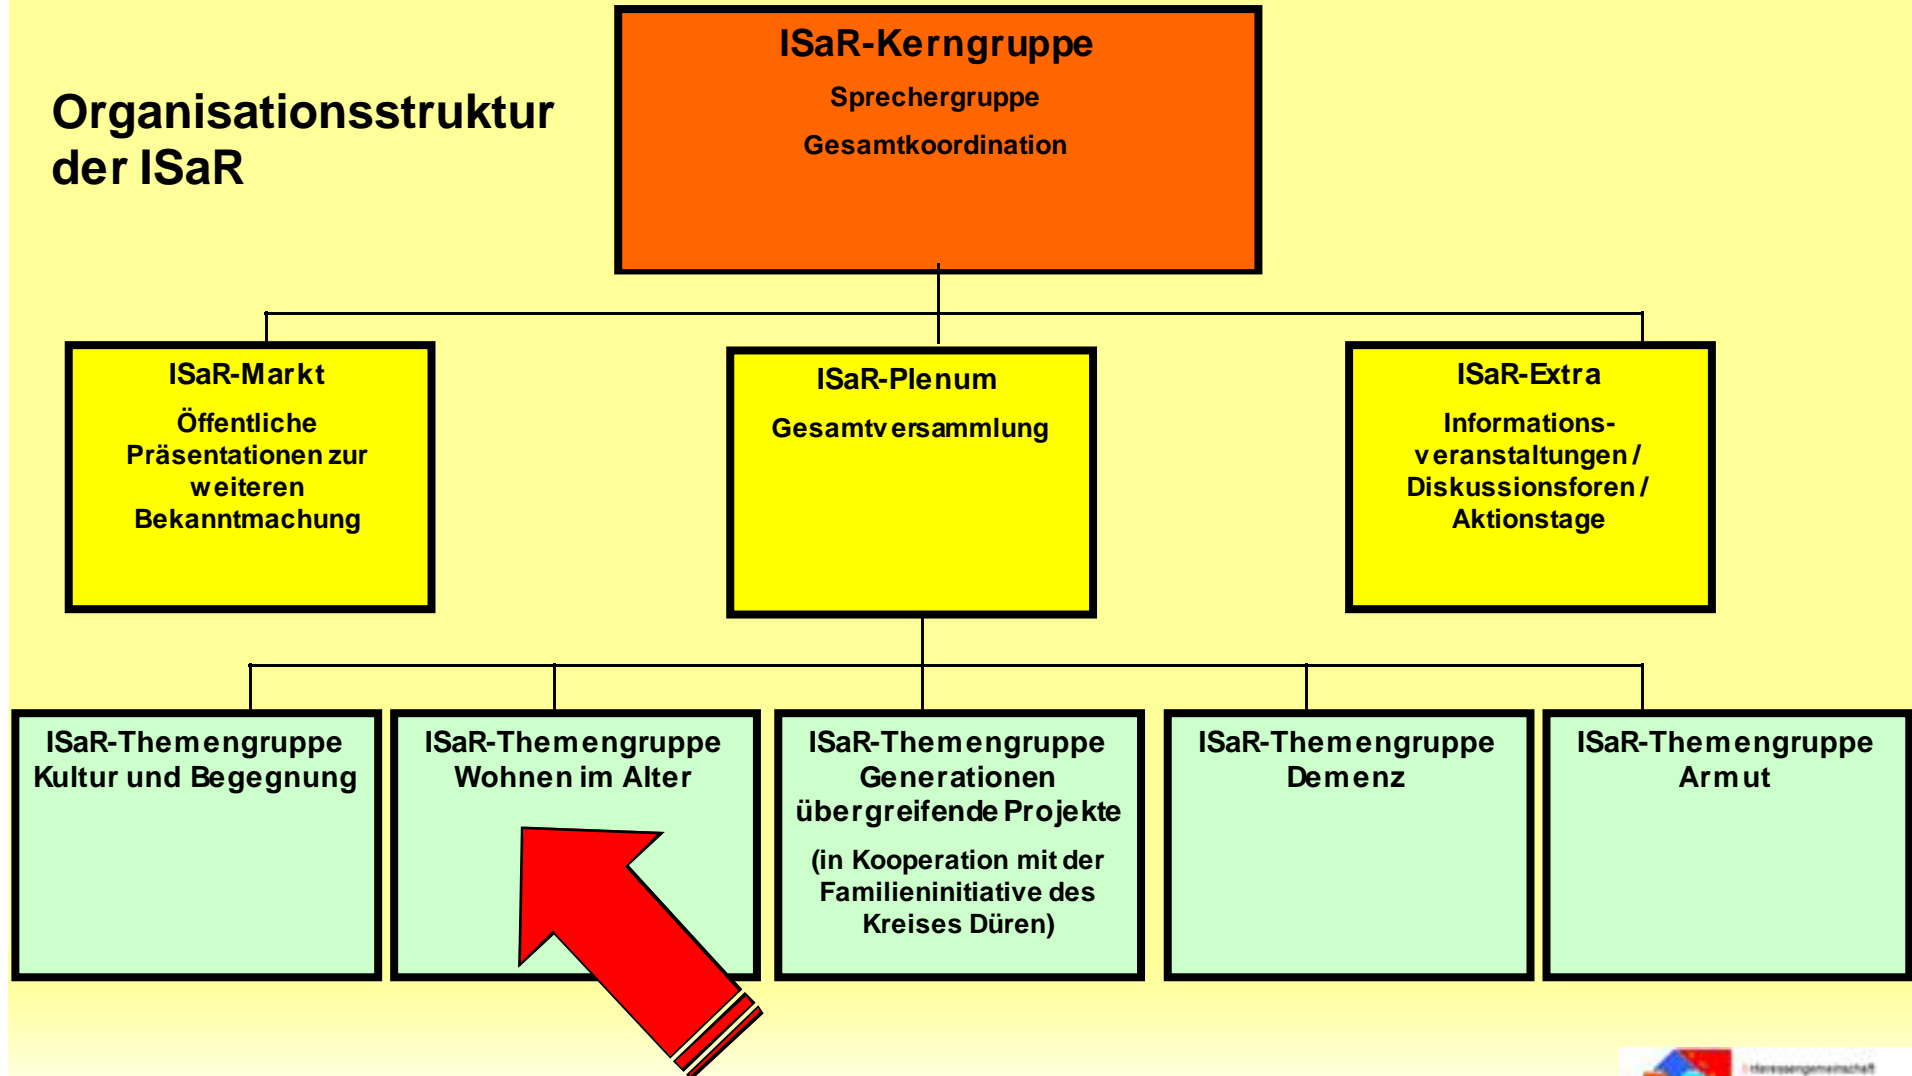 Organisationsstruktur
der ISaR
ISaR-Kerngruppe
Sprechergruppe
Gesamtkoordination
ISaR-Markt
Öffentliche
Präsentationen zur
weiteren
Bekanntmachung
ISaR-Plenum
Gesamtversammlung
ISaR-Extra
Informations-
veranstaltungen /
Diskussionsforen /
Aktionstage
ISaR-Themengruppe
Kultur und Begegnung
ISaR-Themengruppe
Wohnen im Alter
ISaR-Themengruppe
Generationen
übergreifende Projekte
(in Kooperation mit der
Familieninitiative des
Kreises Düren)
ISaR-Themengruppe
Demenz
ISaR-Themengruppe
Armut
Interessengemeinschaft